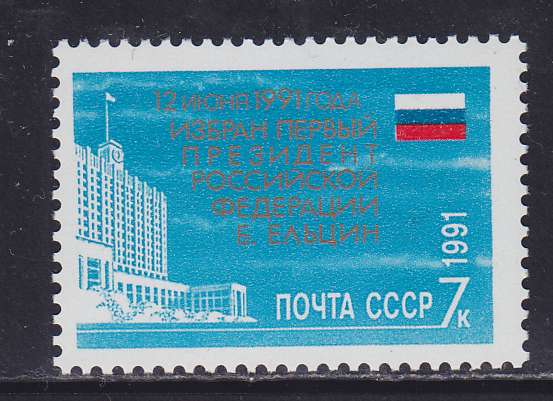 12 ИЮНЯ 1991 ГОДА
ИЗБРАН ПЕРВЫЙ
ПРЕЗИДЕНТ
РОССИЙСКОЙ
ФЕДЕРАЦИИ
Б. ЕЛЬЦИН
1991
ПОЧТА СССР 7к